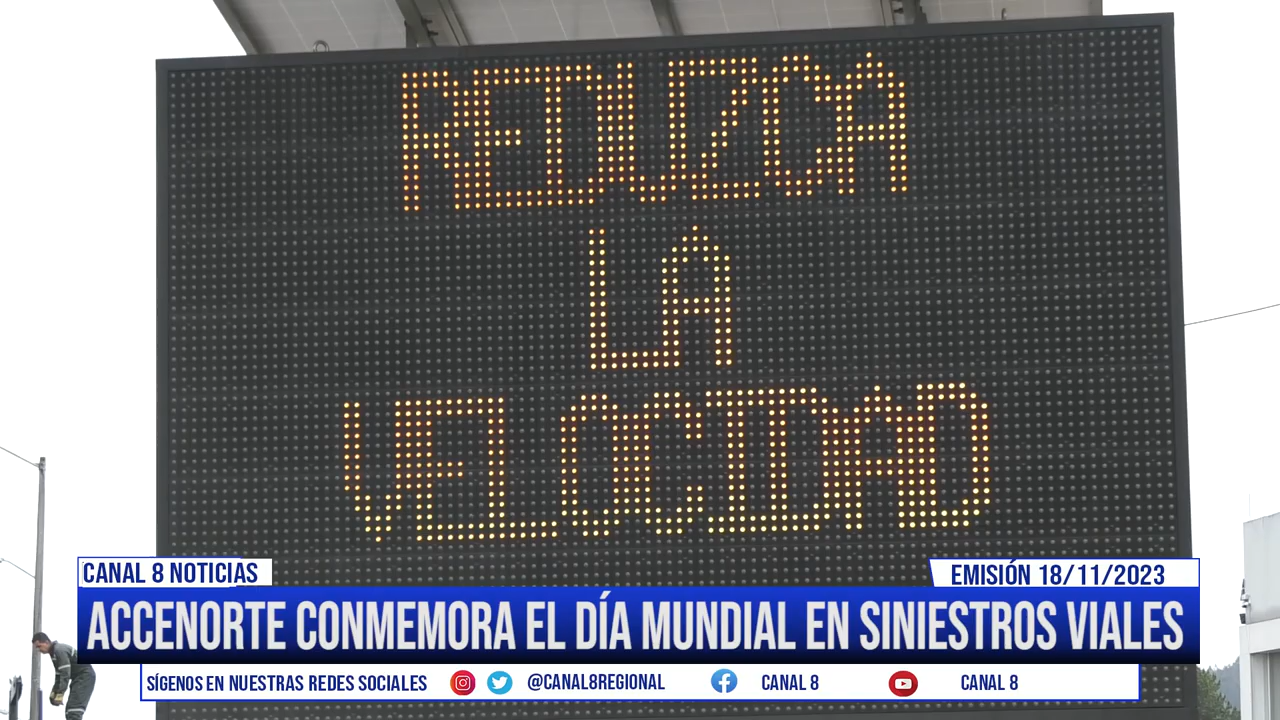 REDUZCA
LA
VELOCIDAD
CANAL 8 NOTICIAS
EMISIÓN 18/11/2023
ACCENORTE CONMEMORA EL DÍA MUNDIAL EN SINIESTROS VIALES
SÍGENOS EN NUESTRAS REDES SOCIALES @CANAL8REGIONAL CANAL 8 CANAL 8